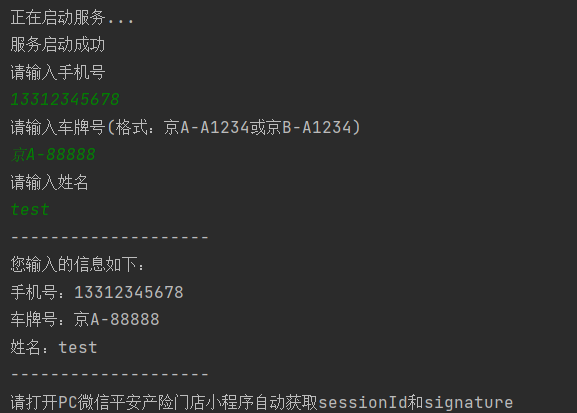 正在启动服务...
服务启动成功
请输入手机号
13312345678
请输入车牌号(格式：京A-A1234或京B-A1234)
京A-88888
请输入姓名
test
--------------------
您输入的信息如下：
手机号：13312345678
车牌号：京A-88888
姓名：test
--------------------
请打开PC微信平安产险门店小程序自动获取sessionId和signature